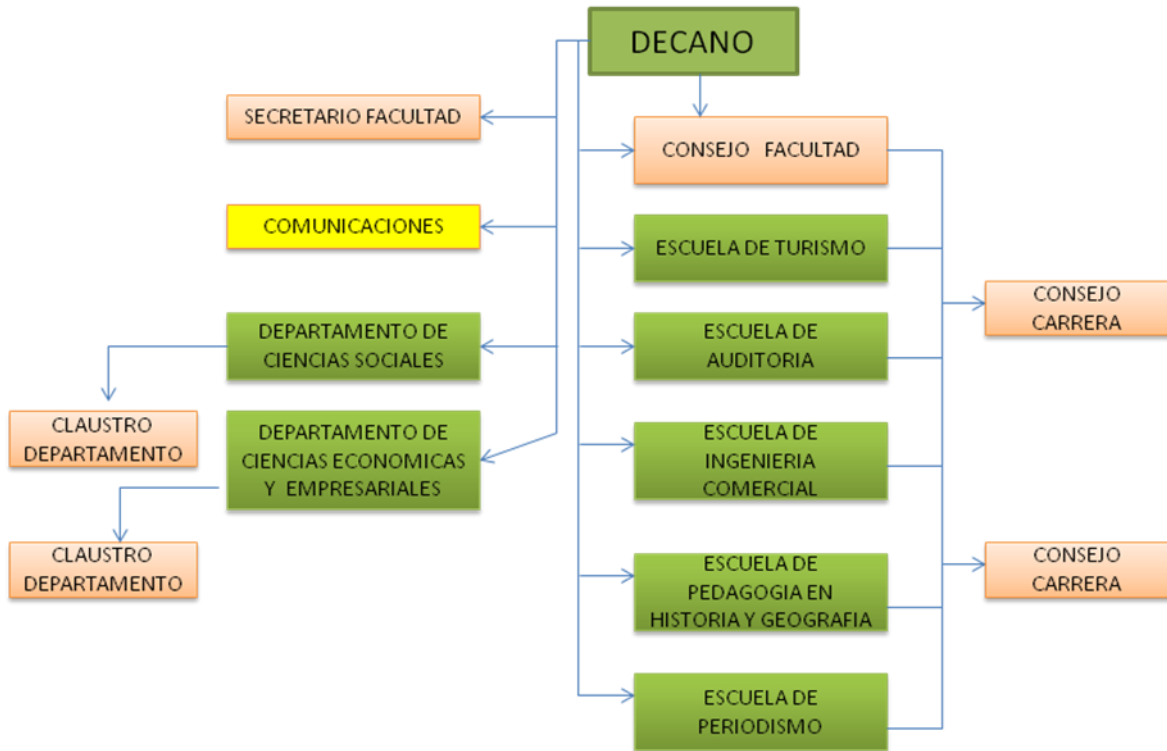 DECANO
SECRETARIO FACULTAD
CONSEJO FACULTAD
COMUNICACIONES
ESCUELA DE TURISMO
CONSEJO
CARRERA
DEPARTAMENTO DE
CIENCIAS SOCIALES
ESCUELA DE
AUDITORIA
CLAUSTRO
DEPARTAMENTO
DEPARTAMENTO DE
CIENCIAS ECONOMICAS
Y EMPRESARIALES
ESCUELA DE
INGENIERIA
COMERCIAL
CLAUSTRO
DEPARTAMENTO
CONSEJO
CARRERA
ESCUELA DE
PEDAGOGIA EN
HISTORIA Y GEOGRAFIA
ESCUELA DE
PERIODISMO